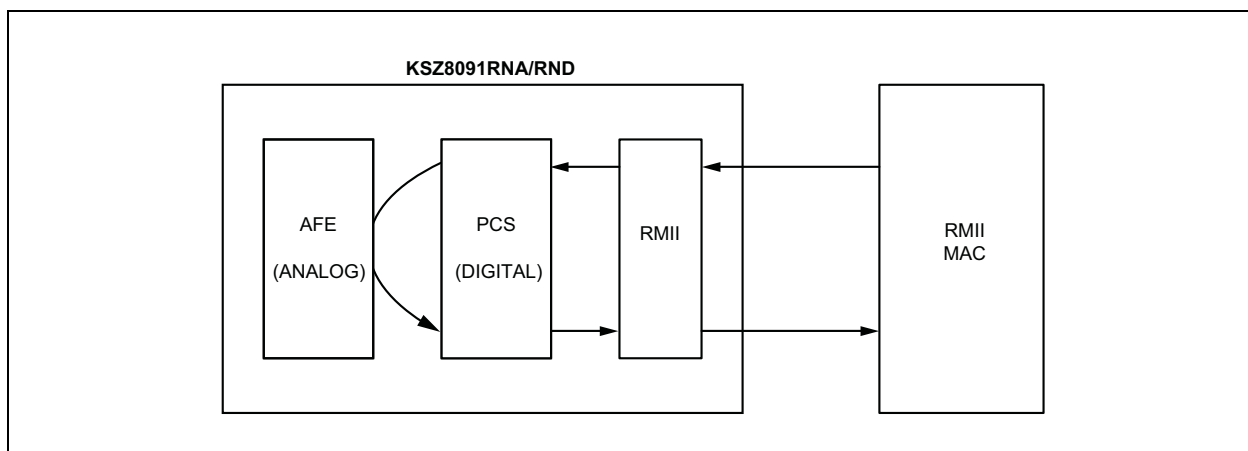 KSZ8091RNA/RND
AFE
(ANALOG)
PCS
(DIGITAL)
RMII
RMII
MAC